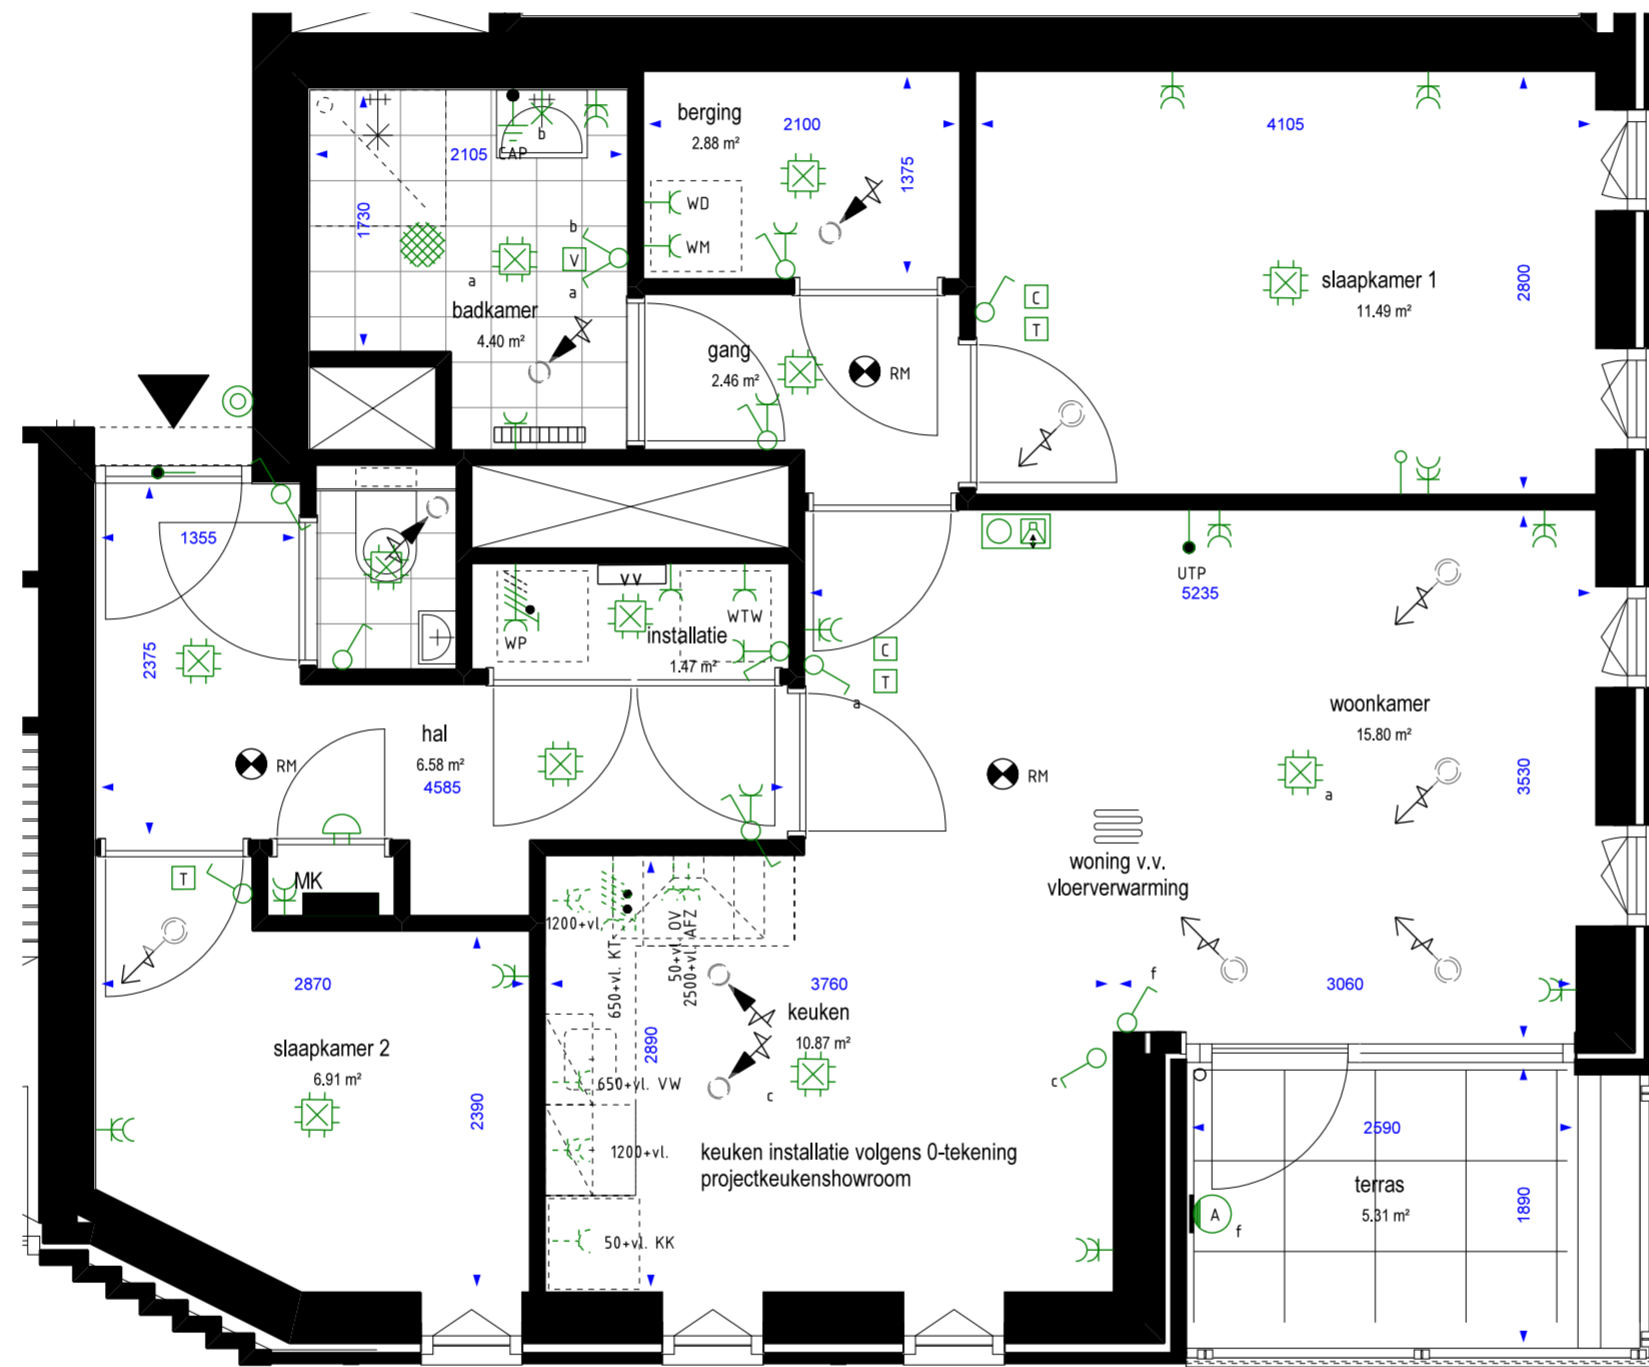 berging
2.88 m²
2100
1375
4105
2105
CAP
b
1730
WD
WM
b
V
a
a
badkamer
4.40 m²
C
T
slaapkamer 1
11.49 m²
2800
gang
2.46 m²
RM
1355
2375
UTP
5235
VV
WP
WTW
installatie
1.47 m²
C
T
a
woonkamer
15.80 m²
3530
a
hal
6.58 m²
4585
RM
RM
woning v.v.
vloerverwarming
T
MK
1200+vl.
650+vl. KT
50+vl. OV
2500+vl. AFZ
2870
3760
f
3060
slaapkamer 2
6.91 m²
2390
2890
keuken
10.87 m²
c
c
650+vl. VW
1200+vl.
keuken installatie volgens 0-tekening
projectkeukenshowroom
50+vl. KK
2590
terras
5.31 m²
1890
A
f